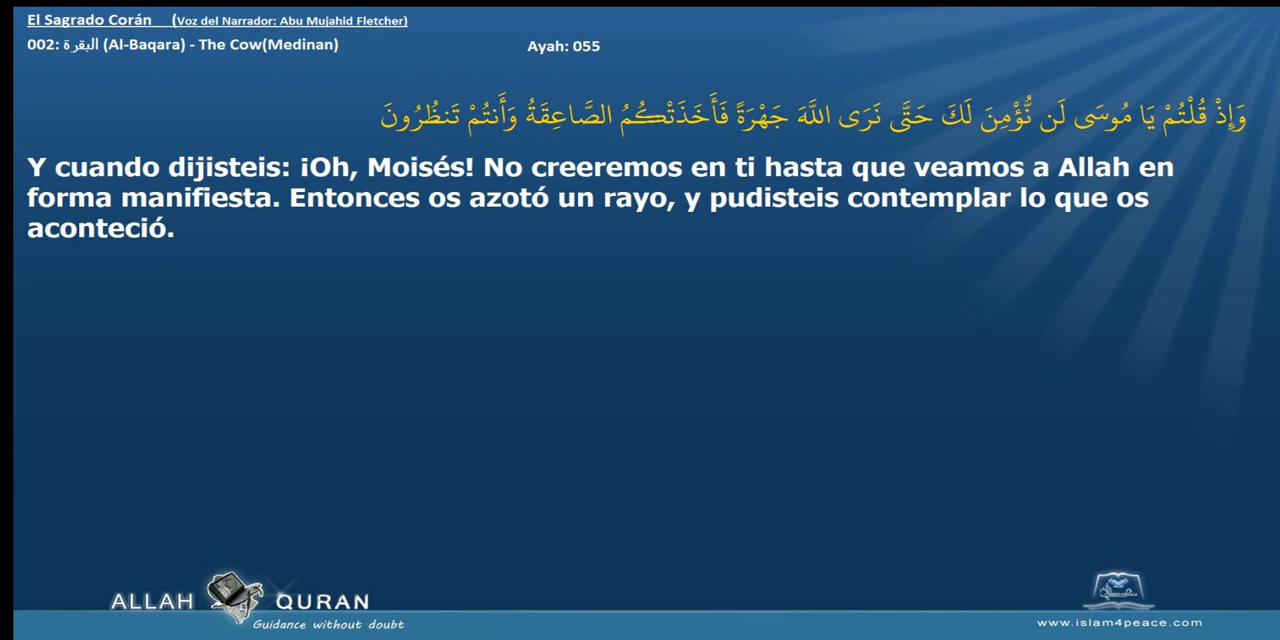 El Sagrado Corán (Voz del Narrador: Abu Mujahid Fletcher)
002: البقرة (Al-Baqara) - The Cow(Medinan) Ayah: 055
وَإِذْ قُلْتُمْ يَا مُوسَى لَن نُّؤْمِنَ لَكَ حَتَّى نَرَى اللَّهَ جَهْرَةً فَأَخَذَتْكُمُ الصَّاعِقَةُ وَأَنتُمْ تَنظُرُونَ
Y cuando dijisteis: ¡Oh, Moisés! No creeremos en ti hasta que veamos a Allah en
forma manifiesta. Entonces os azotó un rayo, y pudisteis contemplar lo que os
aconteció.
ALLAH QURAN
Guidance without doubt
www.islam4peace.com